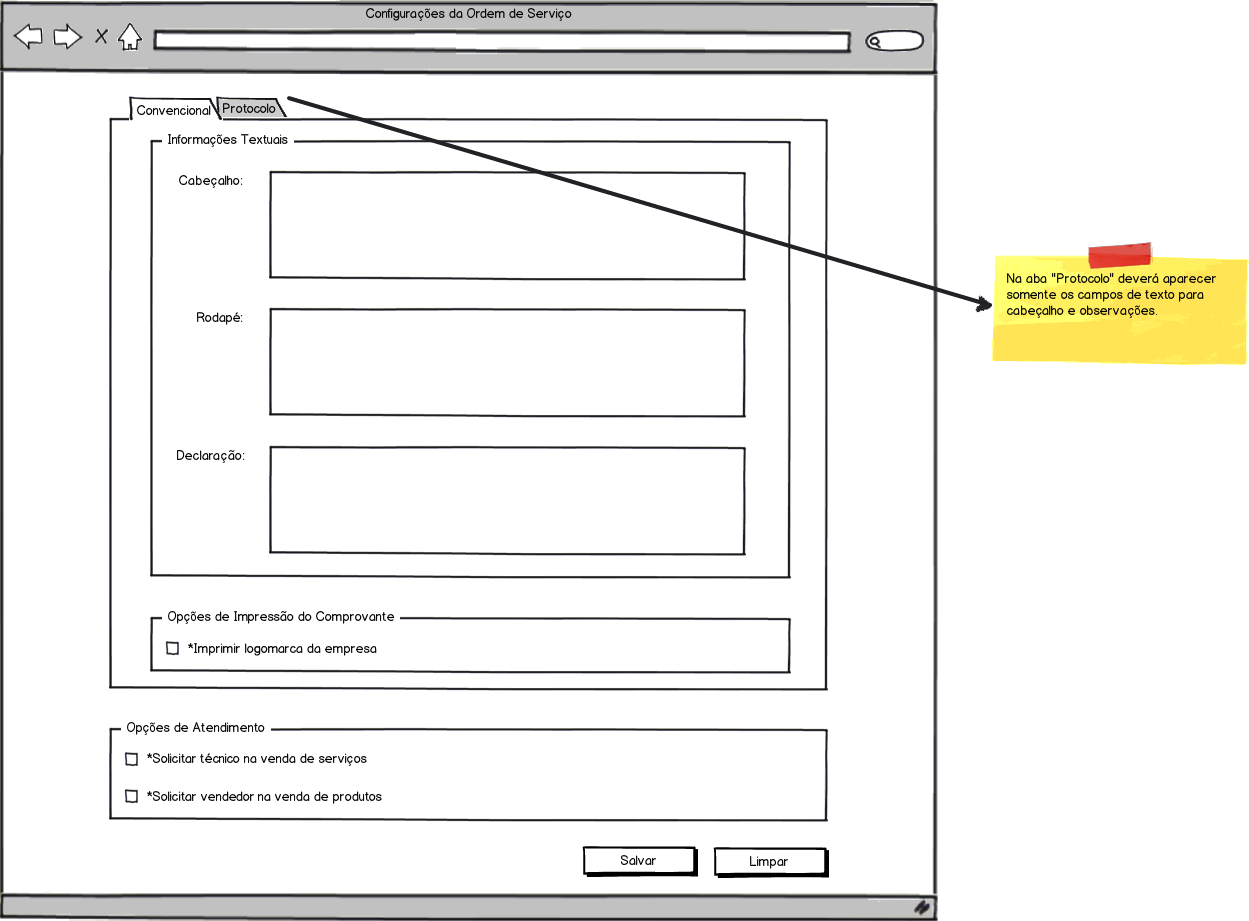 Configurações da Ordem de Serviço
Convencional
Protocolo
Informações Textuais
Cabeçalho:
Rodapé:
Declaração:
Opções de Impressão do Comprovante
*Imprimir logomarca da empresa
Opções de Atendimento
*Solicitar técnico na venda de serviços
*Solicitar vendedor na venda de produtos
Salvar
Limpar
Na aba "Protocolo" deverá aparecer
somente os campos de texto para
cabeçalho e observações.